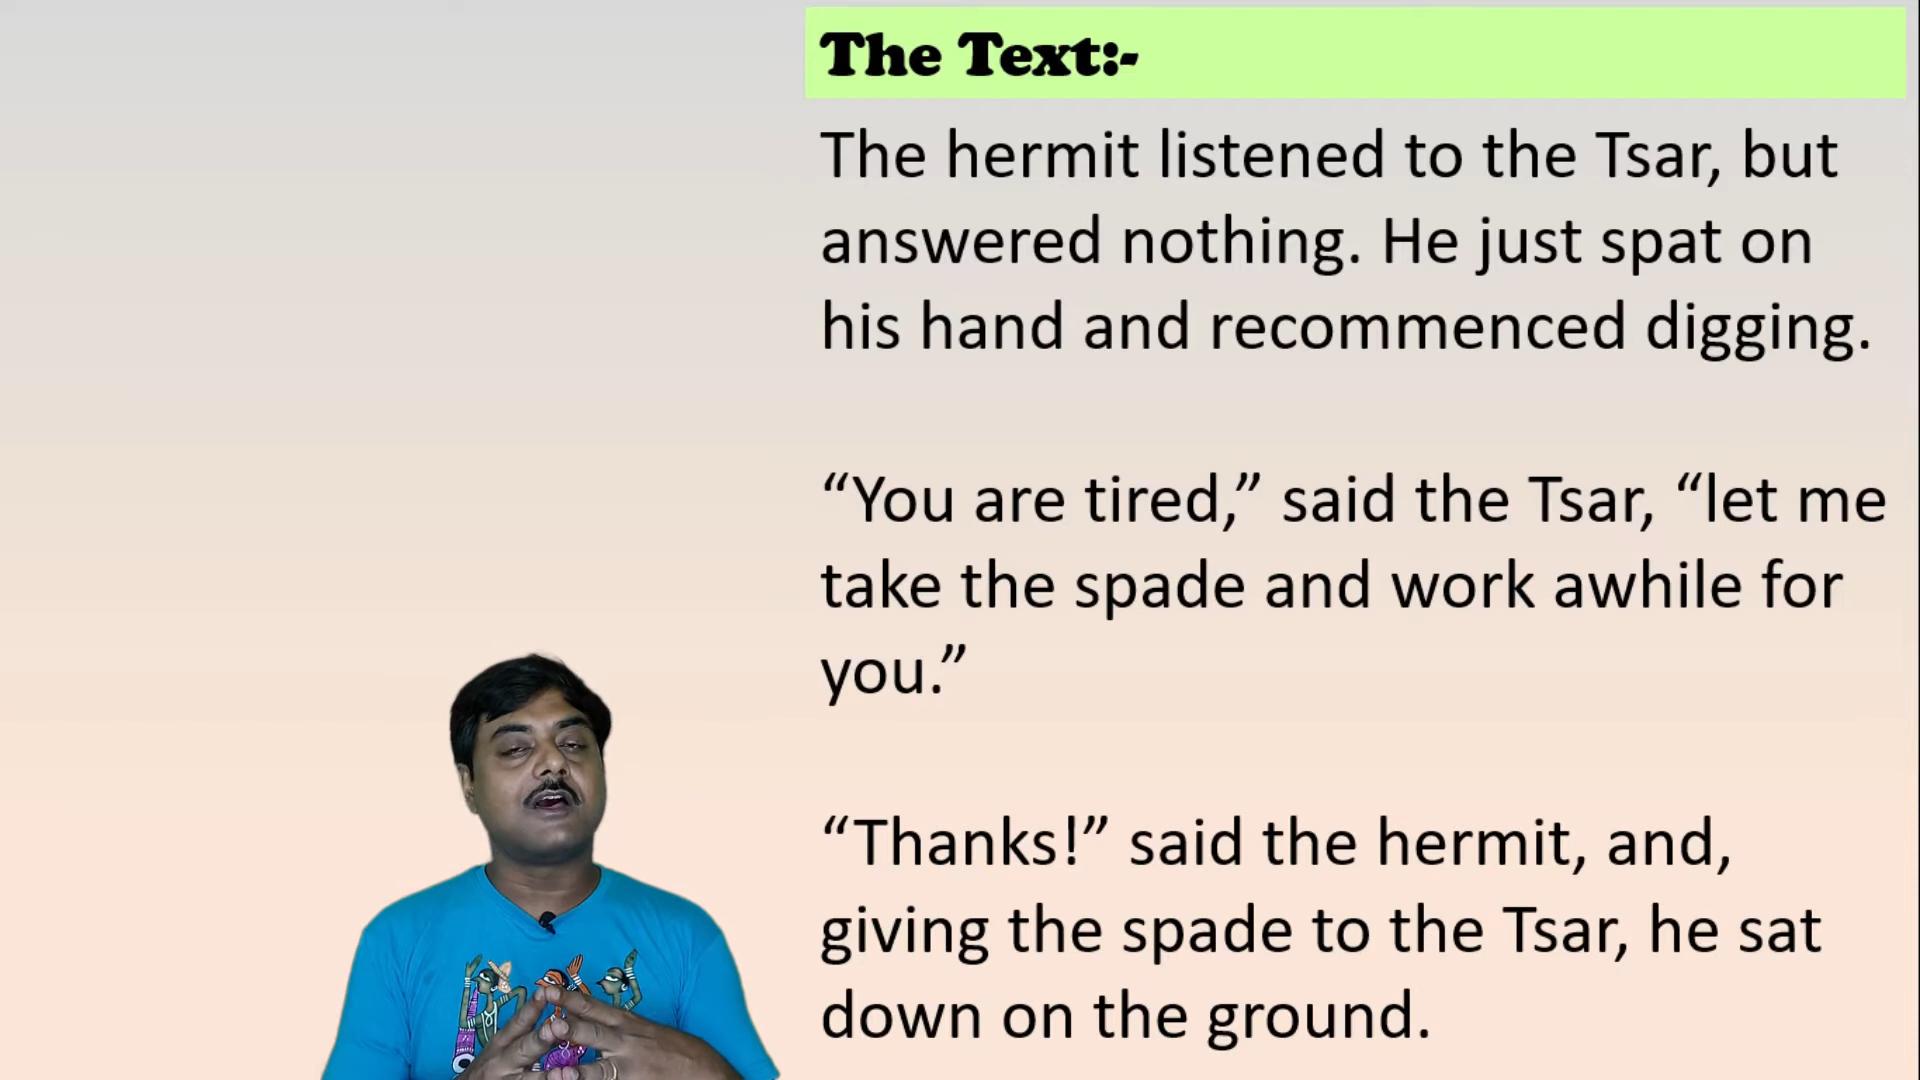 The Text:-
The hermit listened to the Tsar, but
answered nothing. He just spat on
his hand and recommenced digging.
“You are tired,” said the Tsar, “let me
take the spade and work awhile for
you.”
“Thanks!” said the hermit, and,
giving the spade to the Tsar, he sat
down on the ground.